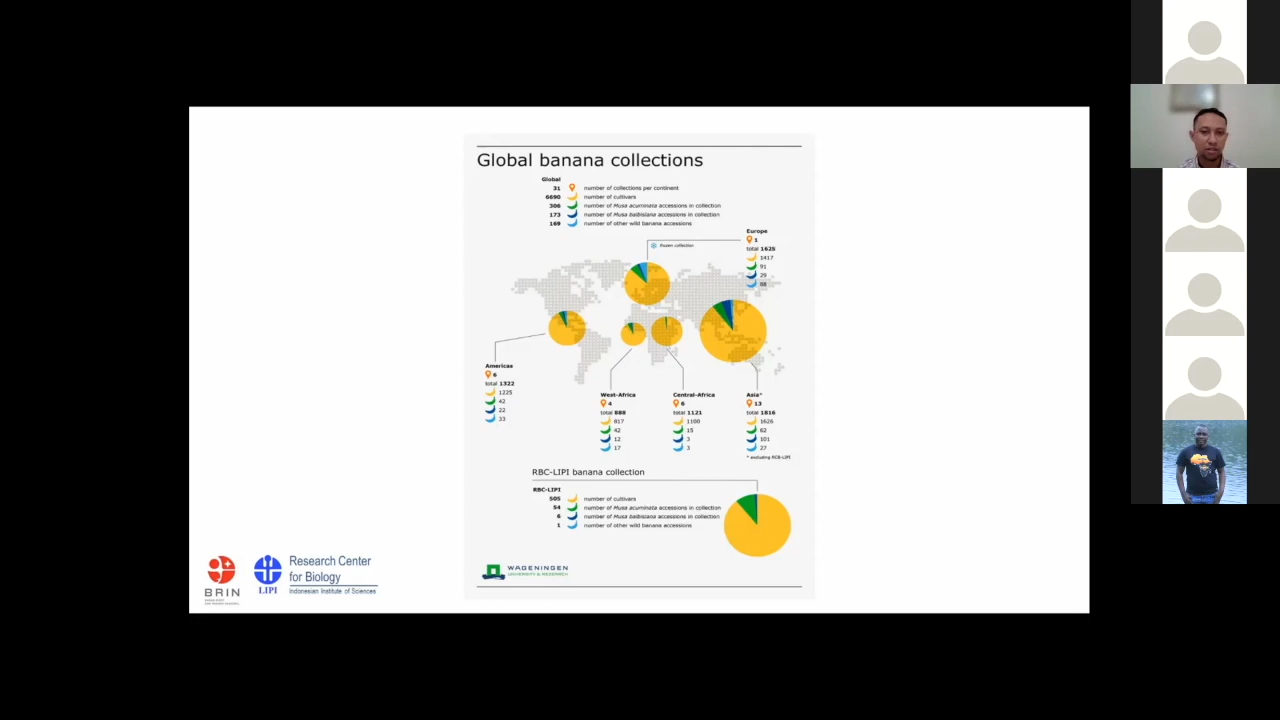 Global banana collections
Global
31 number of collections per continent
6690 number of cultivars
306 number of Musa acuminata accessions in collection
173 number of Musa balbisiana accessions in collection
169 number of other wild banana accessions
frozen collection
Europe
1
total 1625
1417
91
29
88
Americas
6
total 1322
1225
42
22
33
West-Africa
4
total 888
817
42
12
17
Central-Africa
6
total 1121
1100
15
3
3
Asia*
13
total 1816
1626
62
101
27
* excluding RCB-LIPI
RBC-LIPI banana collection
RBC-LIPI
505 number of cultivars
54 number of Musa acuminata accessions in collection
6 number of Musa balbisiana accessions in collection
1 number of other wild banana accessions
WAGENINGEN
UNIVERSITY & RESEARCH
BRIN
LIPI
Research Center
for Biology
Indonesian Institute of Sciences